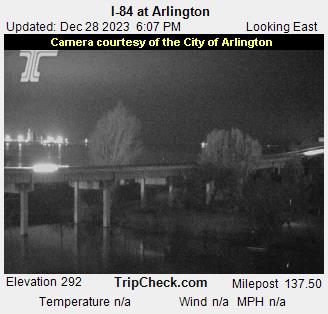 I-84 at Arlington
Updated: Dec 28 2023 6:07 PM Looking East
Camera courtesy of the City of Arlington
Elevation 292 TripCheck.com Milepost 137.50
Temperature n/a Wind n/a MPH n/a